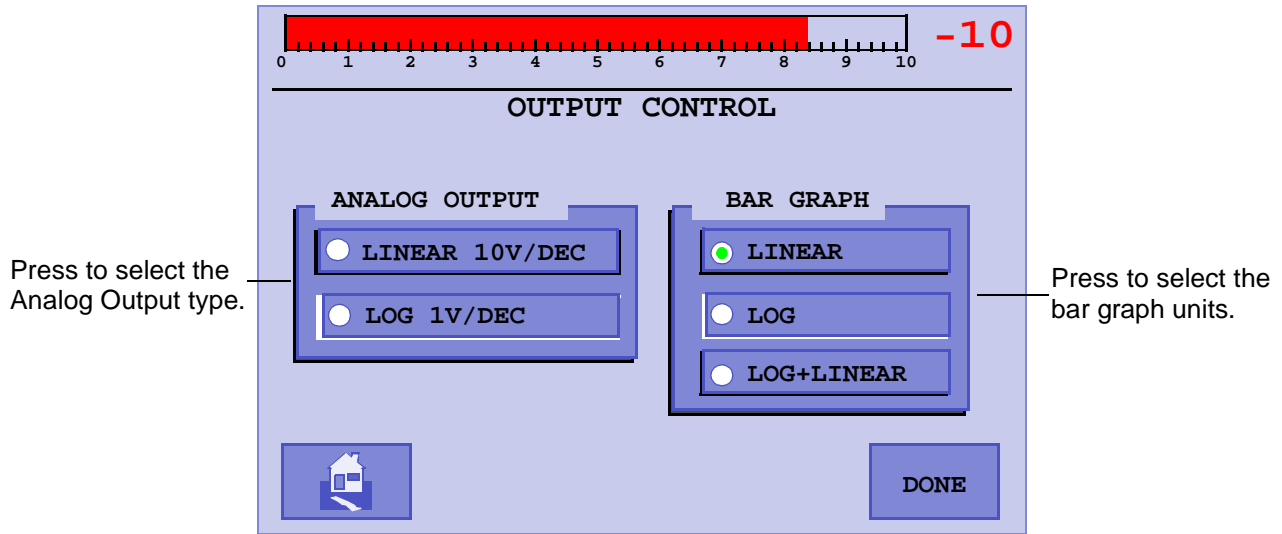 -10
0 1 2 3 4 5 6 7 8 9 10
OUTPUT CONTROL
ANALOG OUTPUT
LINEAR 10V/DEC
LOG 1V/DEC
BAR GRAPH
LINEAR
LOG
LOG+LINEAR
Press to select the
Analog Output type.
Press to select the
bar graph units.
DONE